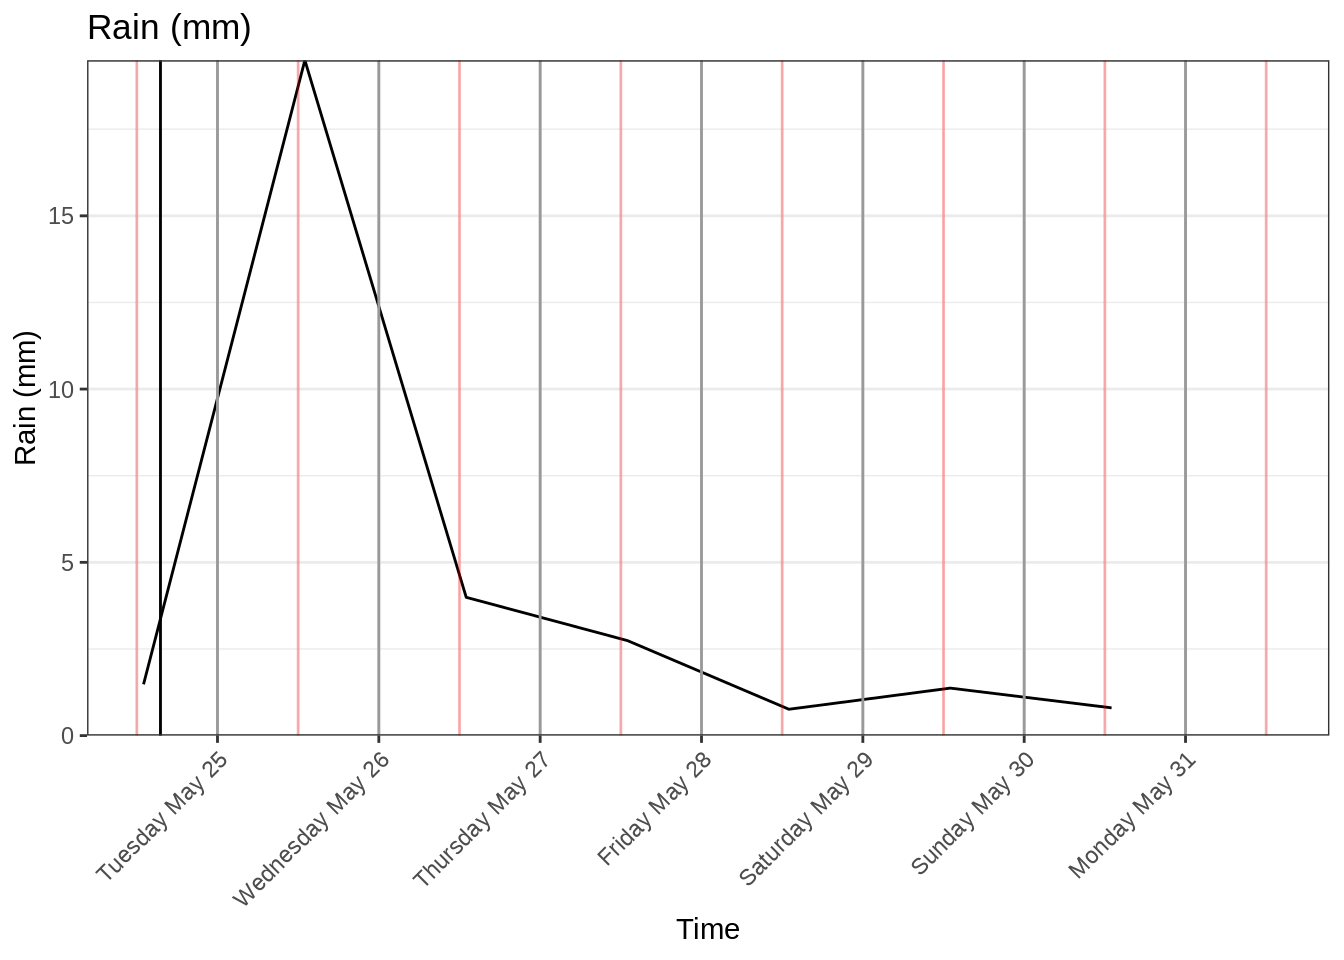 Rain (mm)
Rain (mm)
15
10
5
0
Tuesday May 25
Wednesday May 26
Thursday May 27
Friday May 28
Saturday May 29
Sunday May 30
Monday May 31
Time